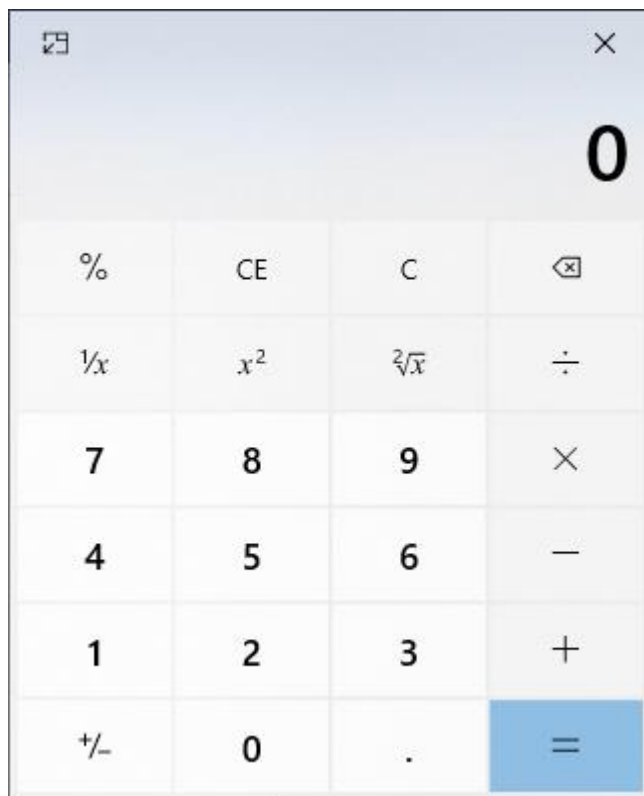 0
% CE C
¹⁄x x² ²√x ÷
7 8 9 ×
4 5 6 −
1 2 3 +
+/− 0 . =